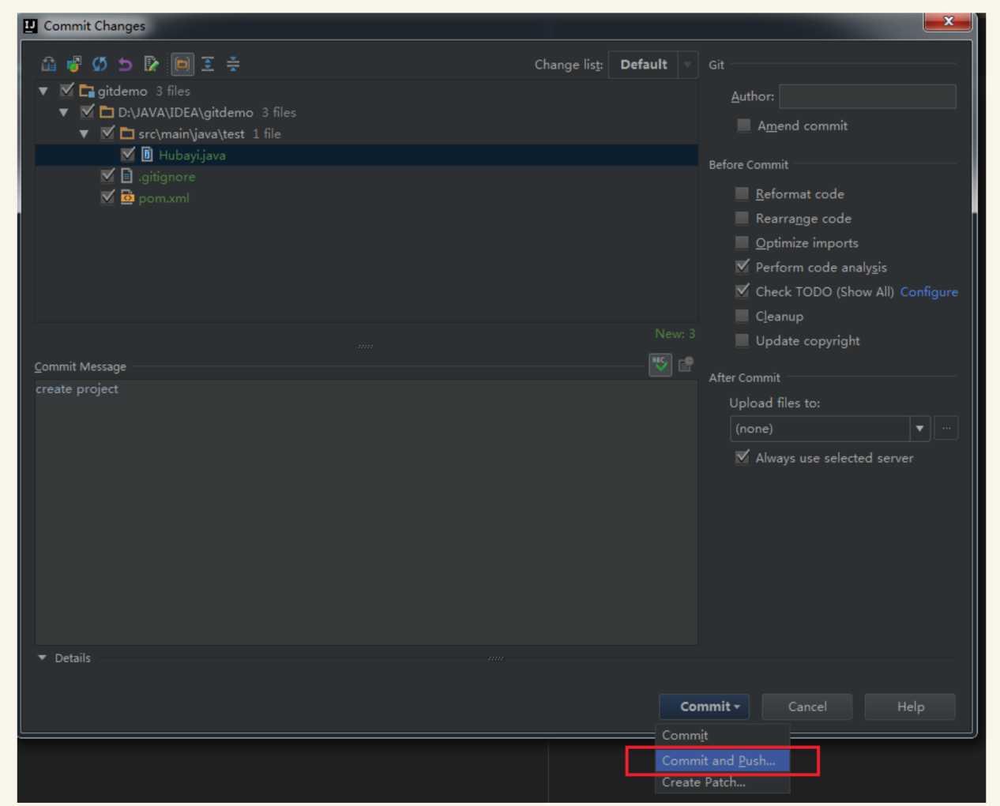 Commit Changes
Change list: Default
gitdemo 3 files
D:\JAVA\IDEA\gitdemo 3 files
src\main\java\test 1 file
Hubayi.java
.gitignore
pom.xml
New: 3
Commit Message
create project
Details
Git
Author:
Amend commit
Before Commit
Reformat code
Rearrange code
Optimize imports
Perform code analysis
Check TODO (Show All) Configure
Cleanup
Update copyright
After Commit
Upload files to:
(none)
...
Always use selected server
Commit Cancel Help
Commit
Commit and Push...
Create Patch...